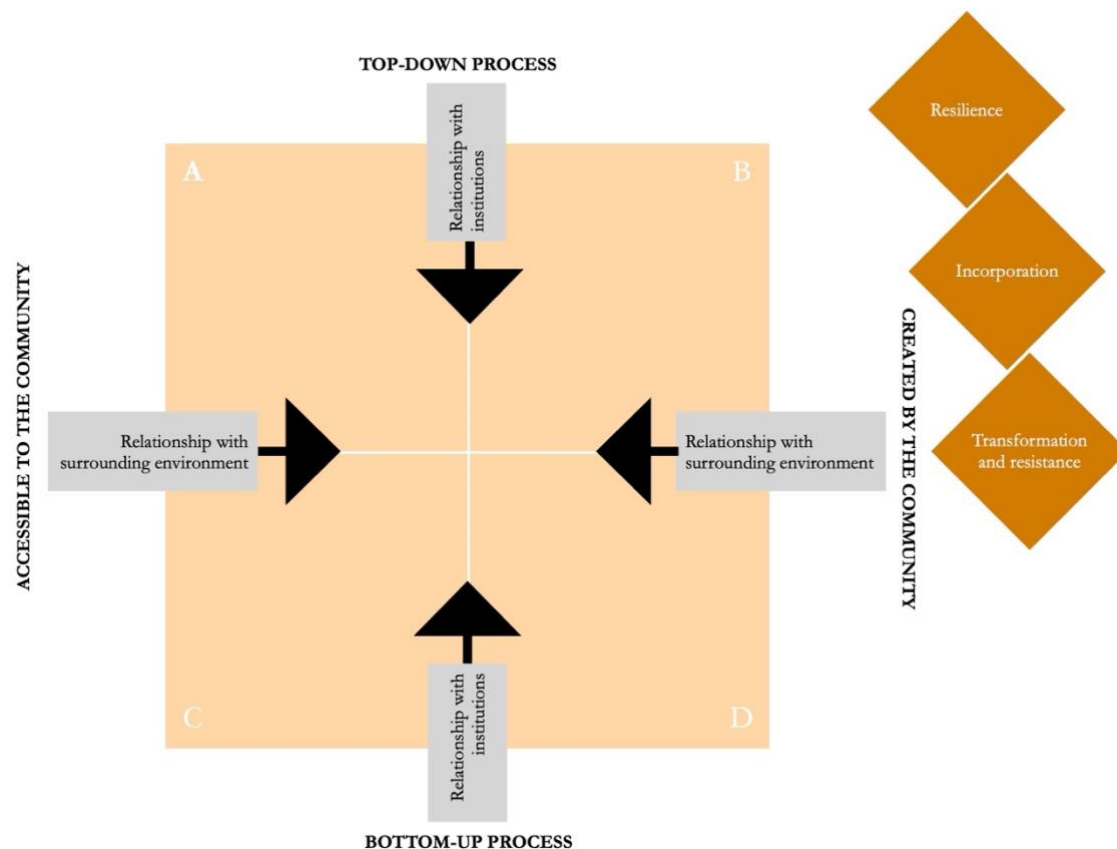 TOP-DOWN PROCESS
Resilience
Relationship with
institutions
A
B
Incorporation
ACCESSIBLE TO THE COMMUNITY
CREATED BY THE COMMUNITY
Relationship with
surrounding environment
Relationship with
surrounding environment
Transformation
and resistance
C
D
Relationship with
institutions
BOTTOM-UP PROCESS